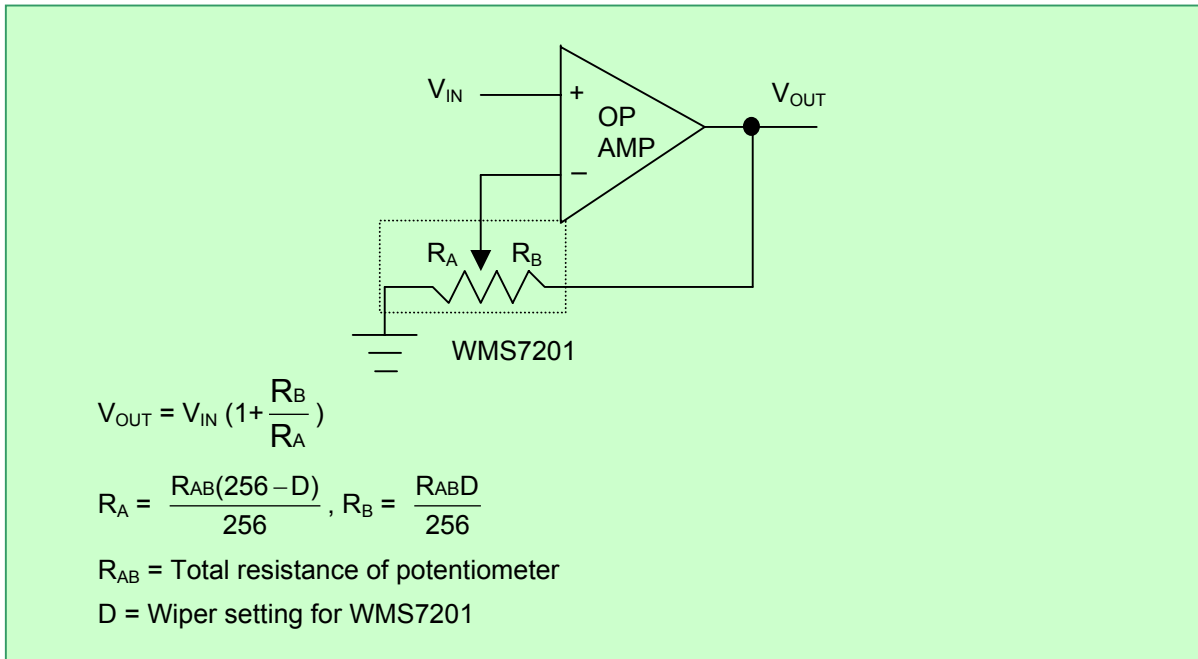 V_IN
+
OP
AMP
−
V_OUT
R_A R_B
WMS7201
V_OUT = V_IN (1+ R_B / R_A )
R_A = R_AB(256 − D) / 256 , R_B = R_ABD / 256
R_AB = Total resistance of potentiometer
D = Wiper setting for WMS7201